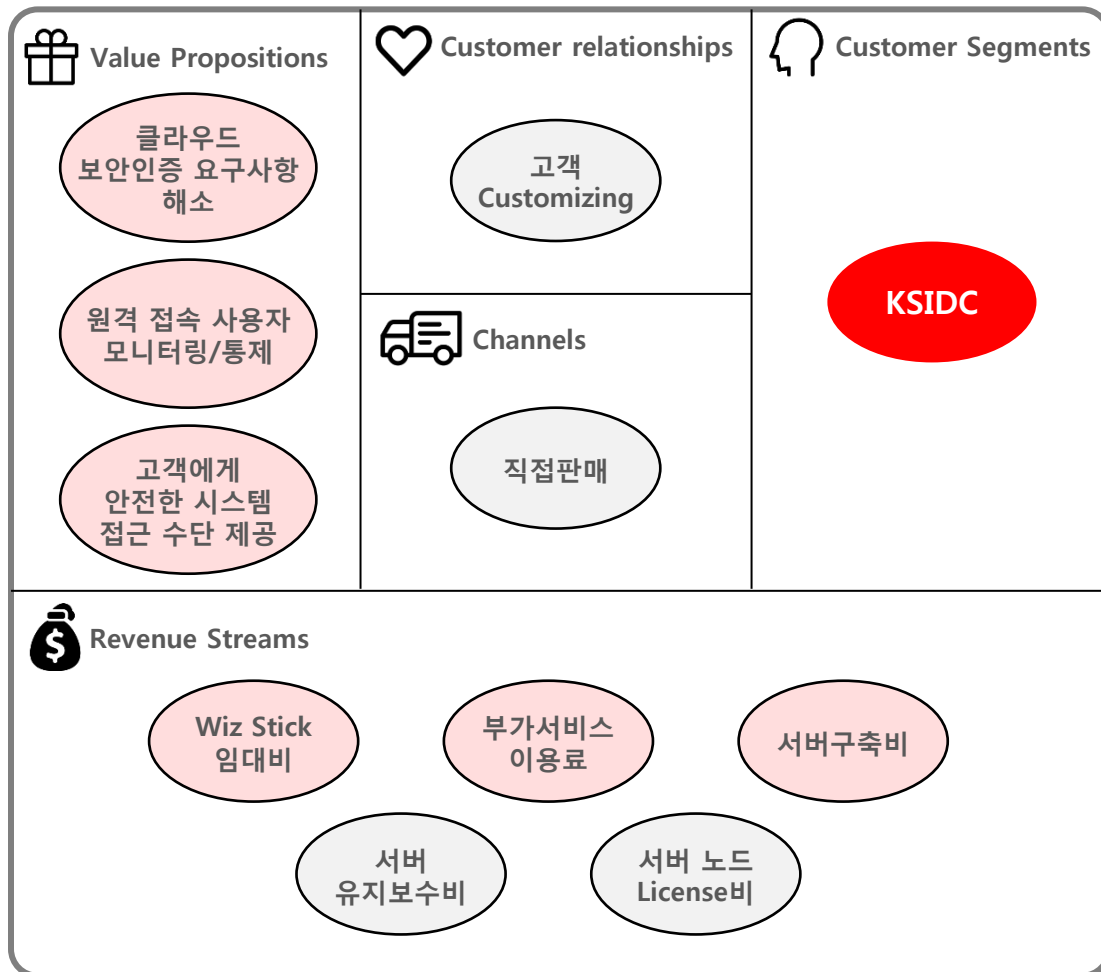 Value Propositions
클라우드
보안인증 요구사항
해소
원격 접속 사용자
모니터링/통제
고객에게
안전한 시스템
접근 수단 제공
Customer relationships
고객
Customizing
Channels
직접판매
Customer Segments
KSIDC
$
Revenue Streams
Wiz Stick
임대비
부가서비스
이용료
서버구축비
서버
유지보수비
서버 노드
License비